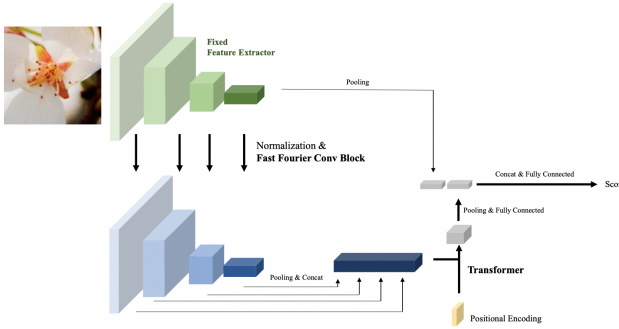 Fixed
Feature Extractor
Pooling
Normalization &
Fast Fourier Conv Block
Concat & Fully Connected
Pooling & Fully Connected
Pooling & Concat
Transformer
Positional Encoding